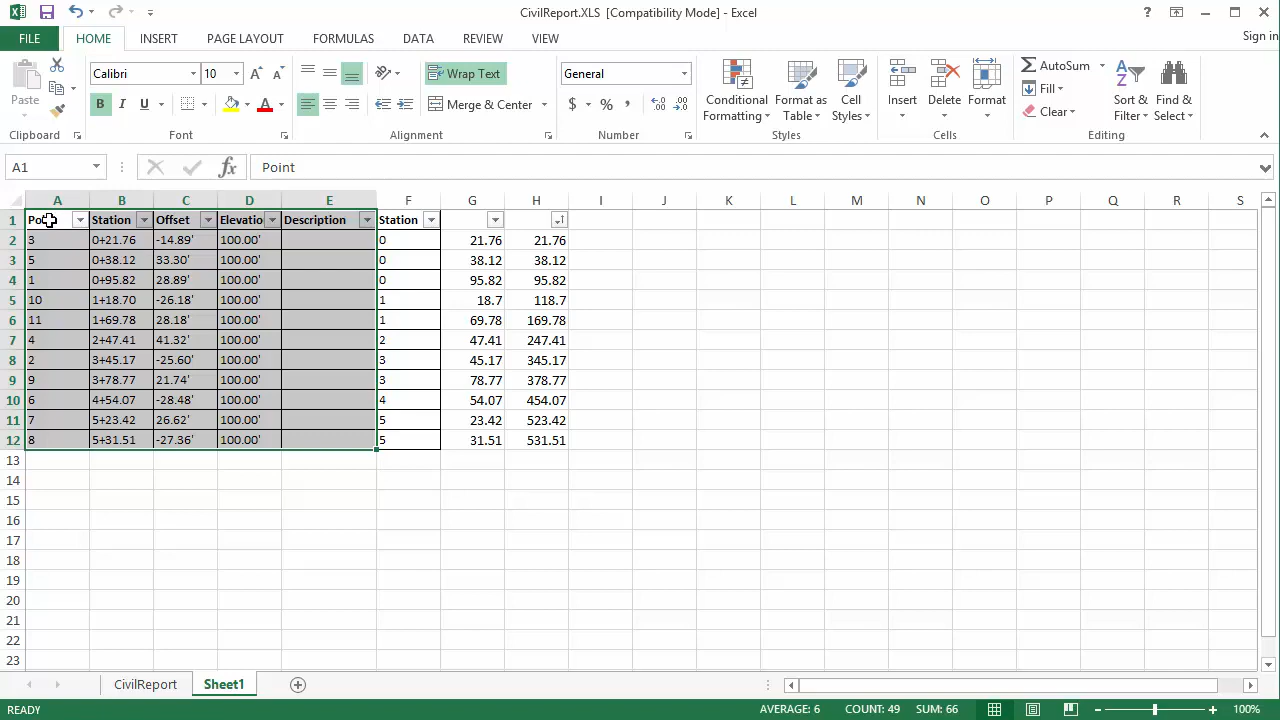 CivilReport.XLS [Compatibility Mode] - Excel
FILE HOME INSERT PAGE LAYOUT FORMULAS DATA REVIEW VIEW Sign in
Paste Calibri 10 Wrap Text General Conditional Formatting Format as Table Cell Styles Insert Delete Format AutoSum Sort & Filter Find & Select
B I U Merge & Center $ % , Fill
Clear
Clipboard Font Alignment Number Styles Cells Editing
A1 fx Point
A B C D E F G H I J K L M N O P Q R S
1 Station Offset Description Station
2 3 0+21.76 -14.89' 100.00' 0 21.76 21.76
3 5 0+38.12 33.30' 100.00' 0 38.12 38.12
4 1 0+95.82 28.89' 100.00' 0 95.82 95.82
5 10 1+18.70 -26.18' 100.00' 1 18.7 118.7
6 11 1+69.78 28.18' 100.00' 1 69.78 169.78
7 4 2+47.41 41.32' 100.00' 2 47.41 247.41
8 2 3+45.17 -25.60' 100.00' 3 45.17 345.17
9 9 3+78.77 21.74' 100.00' 3 78.77 378.77
10 6 4+54.07 -28.48' 100.00' 4 54.07 454.07
11 7 5+23.42 26.62' 100.00' 5 23.42 523.42
12 8 5+31.51 -27.36' 100.00' 5 31.51 531.51
13
14
15
16
17
18
19
20
21
22
23
CivilReport Sheet1
READY AVERAGE: 6 COUNT: 49 SUM: 66 100%